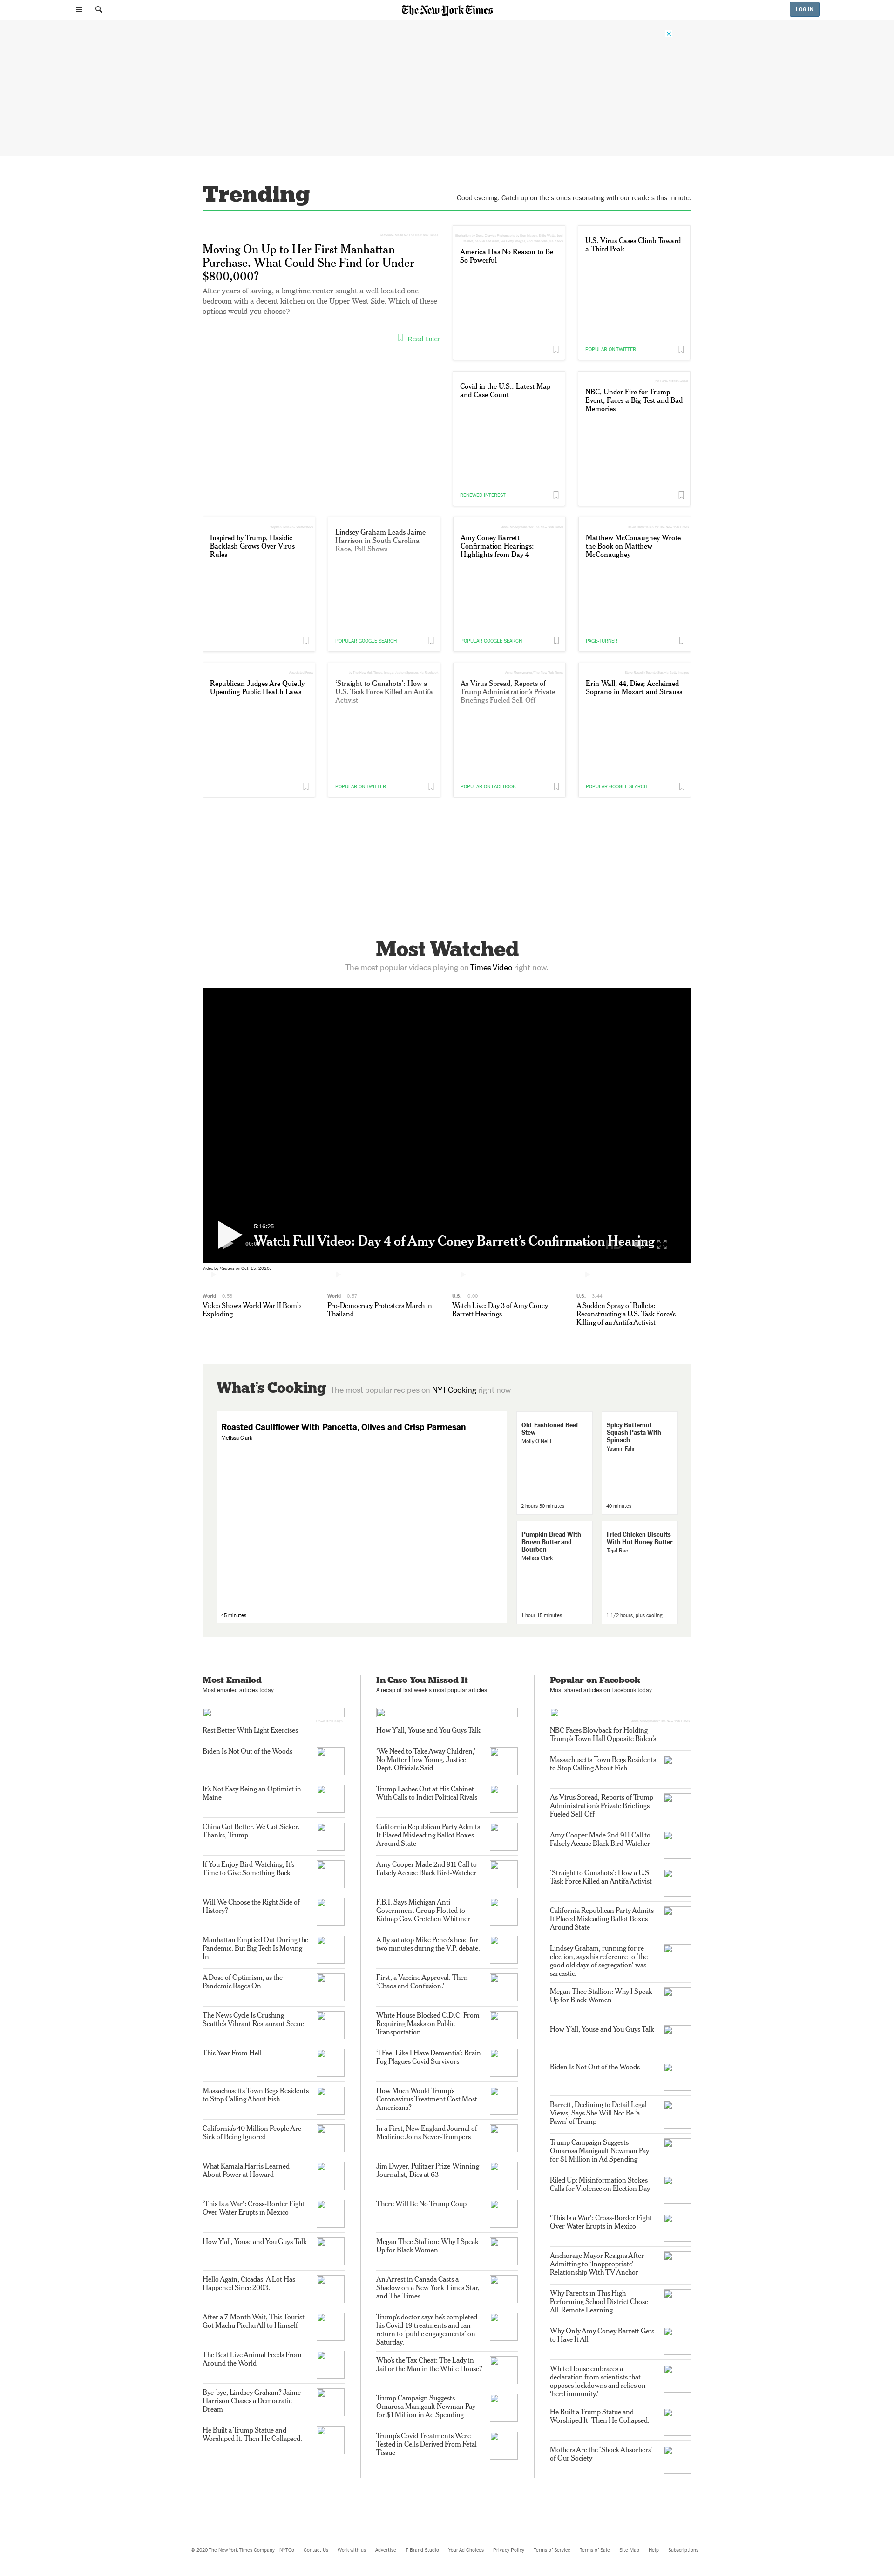 The New York Times
LOG IN
Trending
Good evening. Catch up on the stories resonating with our readers this minute.
Moving On Up to Her First Manhattan
Purchase. What Could She Find for Under
$800,000?
After years of saving, a longtime renter sought a well-located one-
bedroom with a decent kitchen on the Upper West Side. Which of these
options would you choose?
Read Later
America Has No Reason to Be
So Powerful
U.S. Virus Cases Climb Toward
a Third Peak
POPULAR ON TWITTER
Covid in the U.S.: Latest Map
and Case Count
RENEWED INTEREST
NBC, Under Fire for Trump
Event, Faces a Big Test and Bad
Memories
Inspired by Trump, Hasidic
Backlash Grows Over Virus
Rules
Lindsey Graham Leads Jaime
Harrison in South Carolina
Race, Poll Shows
POPULAR GOOGLE SEARCH
Amy Coney Barrett
Confirmation Hearings:
Highlights from Day 4
POPULAR GOOGLE SEARCH
Matthew McConaughey Wrote
the Book on Matthew
McConaughey
PAGE-TURNER
Republican Judges Are Quietly
Upending Public Health Laws
‘Straight to Gunshots’: How a
U.S. Task Force Killed an Antifa
Activist
POPULAR ON TWITTER
As Virus Spread, Reports of
Trump Administration’s Private
Briefings Fueled Sell-Off
POPULAR ON FACEBOOK
Erin Wall, 44, Dies; Acclaimed
Soprano in Mozart and Strauss
POPULAR GOOGLE SEARCH
Most Watched
The most popular videos playing on Times Video right now.
5:16:25
Watch Full Video: Day 4 of Amy Coney Barrett’s Confirmation Hearing
Video by Reuters on Oct. 15, 2020.
World 0:53
Video Shows World War II Bomb
Exploding
World 0:57
Pro-Democracy Protesters March in
Thailand
U.S. 0:00
Watch Live: Day 3 of Amy Coney
Barrett Hearings
U.S. 5:44
A Sudden Spray of Bullets:
Reconstructing a U.S. Task Force’s
Killing of an Antifa Activist
What’s Cooking The most popular recipes on NYT Cooking right now
Roasted Cauliflower With Pancetta, Olives and Crisp Parmesan
Melissa Clark
45 minutes
Old-Fashioned Beef
Stew
Molly O'Neill
2 hours 30 minutes
Spicy Butternut
Squash Pasta With
Spinach
Yasmin Fahr
40 minutes
Pumpkin Bread With
Brown Butter and
Bourbon
Melissa Clark
1 hour 15 minutes
Fried Chicken Biscuits
With Hot Honey Butter
Tejal Rao
1 1/2 hours, plus cooling
Most Emailed
Most emailed articles today
Rest Better With Light Exercises
Biden Is Not Out of the Woods
It’s Not Easy Being an Optimist in
Maine
China Got Better. We Got Sicker.
Thanks, Trump.
If You Enjoy Bird-Watching, It’s
Time to Give Something Back
Will We Choose the Right Side of
History?
Manhattan Emptied Out During the
Pandemic. But Big Tech Is Moving
In.
A Dose of Optimism, as the
Pandemic Rages On
The News Cycle Is Crushing
Seattle’s Vibrant Restaurant Scene
This Year From Hell
Massachusetts Town Begs Residents
to Stop Calling About Fish
California’s 40 Million People Are
Sick of Being Ignored
What Kamala Harris Learned
About Power at Howard
‘This Is a War’: Cross-Border Fight
Over Water Erupts in Mexico
How Y’all, Youse and You Guys Talk
Hello Again, Cicadas. A Lot Has
Happened Since 2003.
After a 7-Month Wait, This Tourist
Got Machu Picchu All to Himself
The Best Live Animal Feeds From
Around the World
Bye-bye, Lindsey Graham? Jaime
Harrison Chases a Democratic
Dream
He Built a Trump Statue and
Worshiped It. Then He Collapsed.
In Case You Missed It
A recap of last week's most popular articles
How Y’all, Youse and You Guys Talk
‘We Need to Take Away Children,’
No Matter How Young, Justice
Dept. Officials Said
Trump Lashes Out at His Cabinet
With Calls to Indict Political Rivals
California Republican Party Admits
It Placed Misleading Ballot Boxes
Around State
Amy Cooper Made 2nd 911 Call to
Falsely Accuse Black Bird-Watcher
F.B.I. Says Michigan Anti-
Government Group Plotted to
Kidnap Gov. Gretchen Whitmer
A fly sat atop Mike Pence’s head for
two minutes during the V.P. debate.
First, a Vaccine Approval. Then
‘Chaos and Confusion.’
White House Blocked C.D.C. From
Requiring Masks on Public
Transportation
‘I Feel Like I Have Dementia’: Brain
Fog Plagues Covid Survivors
How Much Would Trump’s
Coronavirus Treatment Cost Most
Americans?
In a First, New England Journal of
Medicine Joins Never-Trumpers
Jim Dwyer, Pulitzer Prize-Winning
Journalist, Dies at 63
There Will Be No Trump Coup
Megan Thee Stallion: Why I Speak
Up for Black Women
An Arrest in Canada Casts a
Shadow on a New York Times Star,
and The Times
Trump’s doctor says he’s completed
his Covid-19 treatments and can
return to ‘public engagements’ on
Saturday.
Who’s the Tax Cheat: The Lady in
Jail or the Man in the White House?
Trump Campaign Suggests
Omarosa Manigault Newman Pay
for $1 Million in Ad Spending
Trump’s Covid Treatments Were
Tested in Cells Derived From Fetal
Tissue
Popular on Facebook
Most shared articles on Facebook today
NBC Faces Blowback for Holding
Trump’s Town Hall Opposite Biden’s
Massachusetts Town Begs Residents
to Stop Calling About Fish
As Virus Spread, Reports of Trump
Administration’s Private Briefings
Fueled Sell-Off
Amy Cooper Made 2nd 911 Call to
Falsely Accuse Black Bird-Watcher
‘Straight to Gunshots’: How a U.S.
Task Force Killed an Antifa Activist
California Republican Party Admits
It Placed Misleading Ballot Boxes
Around State
Lindsey Graham, running for re-
election, says his reference to ‘the
good old days of segregation’ was
sarcastic.
Megan Thee Stallion: Why I Speak
Up for Black Women
How Y’all, Youse and You Guys Talk
Biden Is Not Out of the Woods
Barrett, Declining to Detail Legal
Views, Says She Will Not Be ‘a
Pawn’ of Trump
Trump Campaign Suggests
Omarosa Manigault Newman Pay
for $1 Million in Ad Spending
Riled Up: Misinformation Stokes
Calls for Violence on Election Day
‘This Is a War’: Cross-Border Fight
Over Water Erupts in Mexico
Anchorage Mayor Resigns After
Admitting to ‘Inappropriate’
Relationship With TV Anchor
Why Parents in This High-
Performing School District Chose
All-Remote Learning
Why Only Amy Coney Barrett Gets
to Have It All
White House embraces a
declaration from scientists that
opposes lockdowns and relies on
‘herd immunity.’
He Built a Trump Statue and
Worshiped It. Then He Collapsed.
Mothers Are the ‘Shock Absorbers’
of Our Society
© 2020 The New York Times Company NYTCo Contact Us Work with us Advertise T Brand Studio Your Ad Choices Privacy Policy Terms of Service Terms of Sale Site Map Help Subscriptions